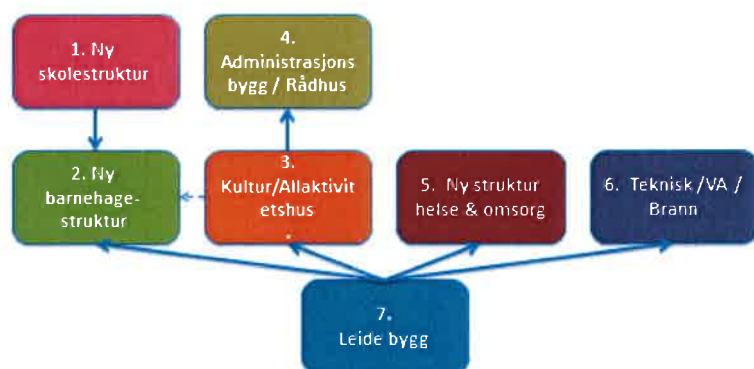 1. Ny
skolestruktur
4.
Administrasjons
bygg / Rådhus
2. Ny
barnehage-
struktur
3.
Kultur/Allaktivit
etshus
.
5. Ny struktur
helse & omsorg
6. Teknisk /VA /
Brann
7.
Leide bygg